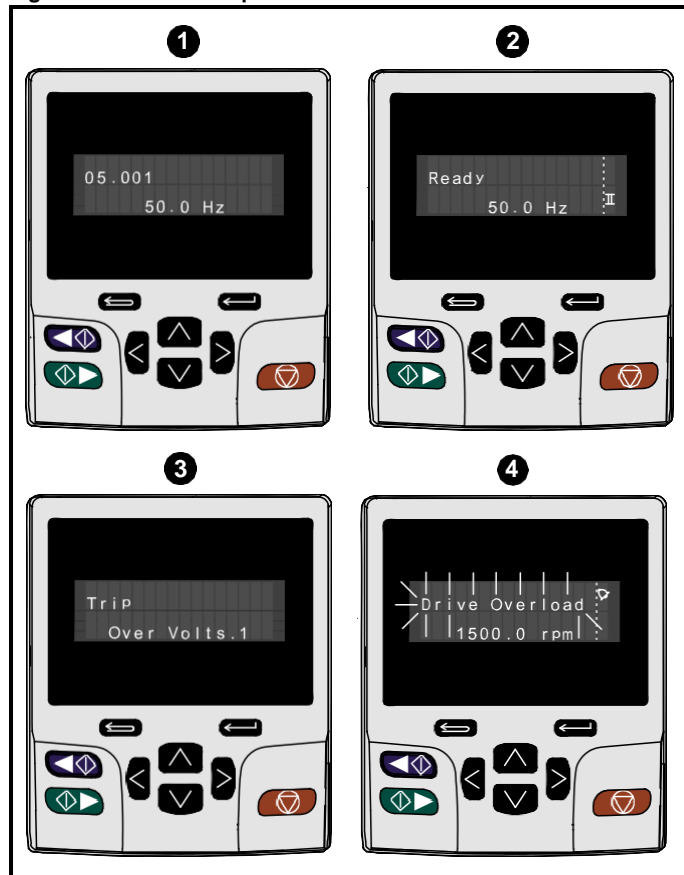 1
2
05.001
50.0 Hz
Ready
50.0 Hz
II
3
4
Trip
Over Volts.1
Drive Overload
1500.0 rpm